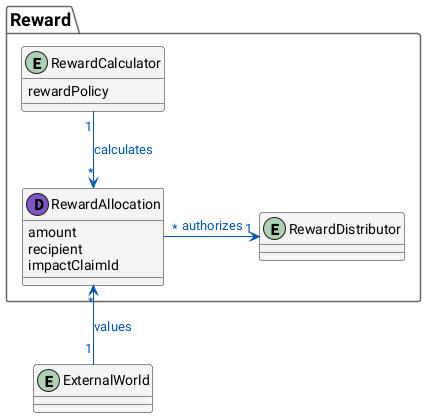 Reward
E RewardCalculator
rewardPolicy
1
calculates
*
D RewardAllocation
amount
recipient
impactClaimId
* authorizes 1
E RewardDistributor
*
values
1
E ExternalWorld